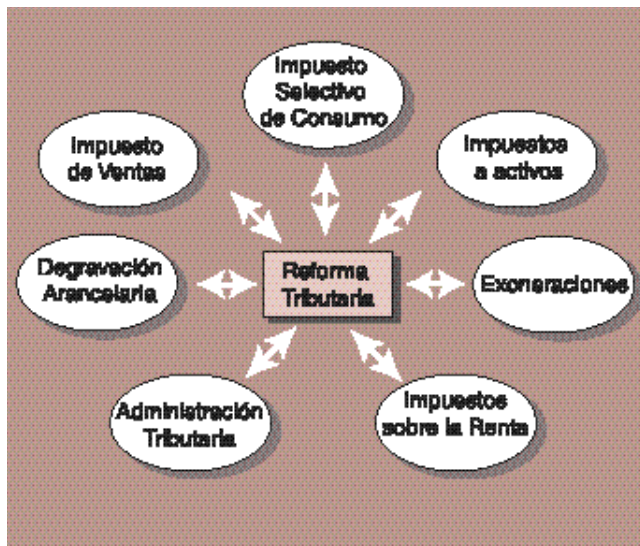 Impuesto
Selectivo
de Consumo
Impuesto
de Ventas
Impuestos
a activos
Degravación
Arancelaria
Reforma
Tributaria
Exoneraciones
Administración
Tributaria
Impuestos
sobre la Renta